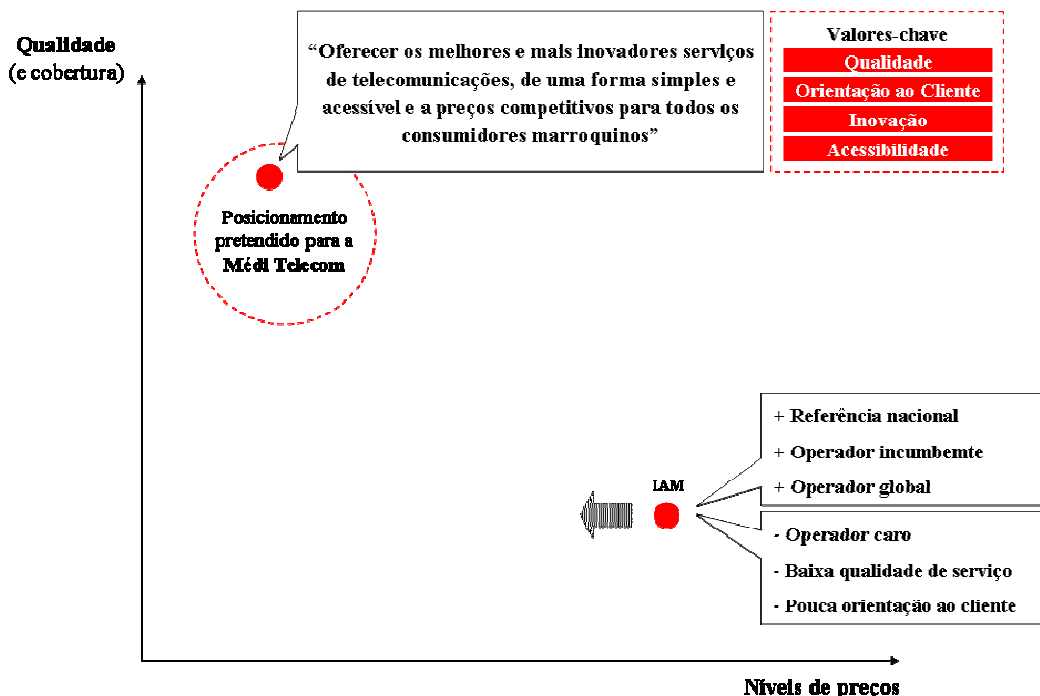 Qualidade
(e cobertura)
“Oferecer os melhores e mais inovadores serviços
de telecomunicações, de uma forma simples e
acessível e a preços competitivos para todos os
consumidores marroquinos”
Valores-chave
Qualidade
Orientação ao Cliente
Inovação
Acessibilidade
Posicionamento
pretendido para a
Médi Telecom
+ Referência nacional
+ Operador incumbemte
+ Operador global
IAM
- Operador caro
- Baixa qualidade de serviço
- Pouca orientação ao cliente
Níveis de preços